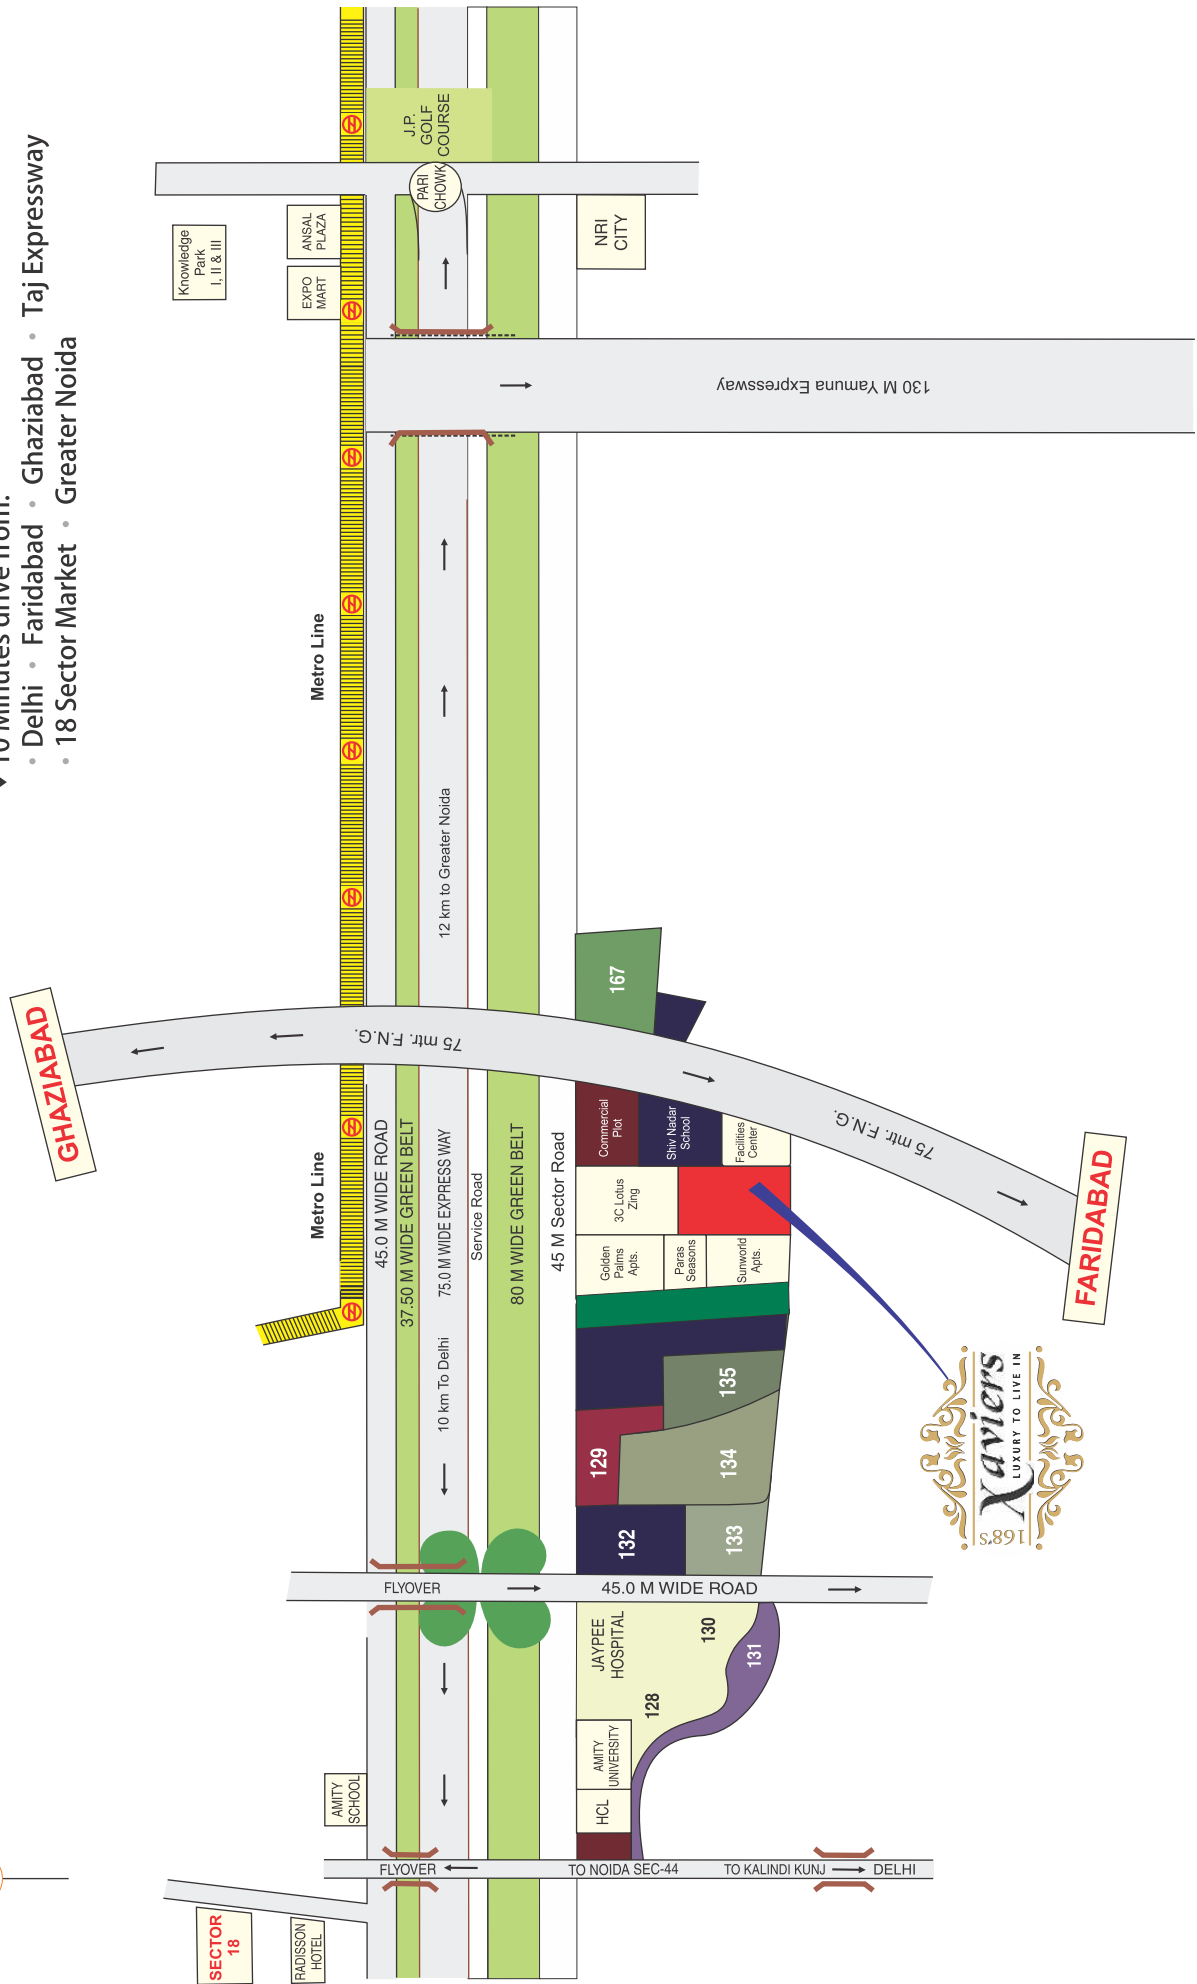 10 Minutes drive from:
• Delhi • Faridabad • Ghaziabad • Taj Expressway
• 18 Sector Market • Greater Noida
GHAZIABAD
Metro Line
Metro Line
Knowledge
Park
I, II & III
EXPO
MART
ANSAL
PLAZA
J.P.
GOLF
COURSE
PARI
CHOWK
NRI
CITY
130 M Yamuna Expressway
SECTOR
18
RADISSON
HOTEL
AMITY
SCHOOL
45.0 M WIDE ROAD
37.50 M WIDE GREEN BELT
10 km To Delhi
75.0 M WIDE EXPRESS WAY
12 km to Greater Noida
Service Road
80 M WIDE GREEN BELT
45 M Sector Road
75 mtr. F.N.G.
75 mtr. F.N.G.
FLYOVER
TO NOIDA SEC-44
TO KALINDI KUNJ
DELHI
FLYOVER
45.0 M WIDE ROAD
HCL
AMITY
UNIVERSITY
JAYPEE
HOSPITAL
128
130
131
132
133
129
134
135
Golden
Palms
Apts.
Paras
Seasons
Sunworld
Apts.
3C Lotus
Zing
Commercial
Plot
Shiv Nadar
School
Facilities
Center
167
FARIDABAD
168'S
Xaviers
LUXURY TO LIVE IN